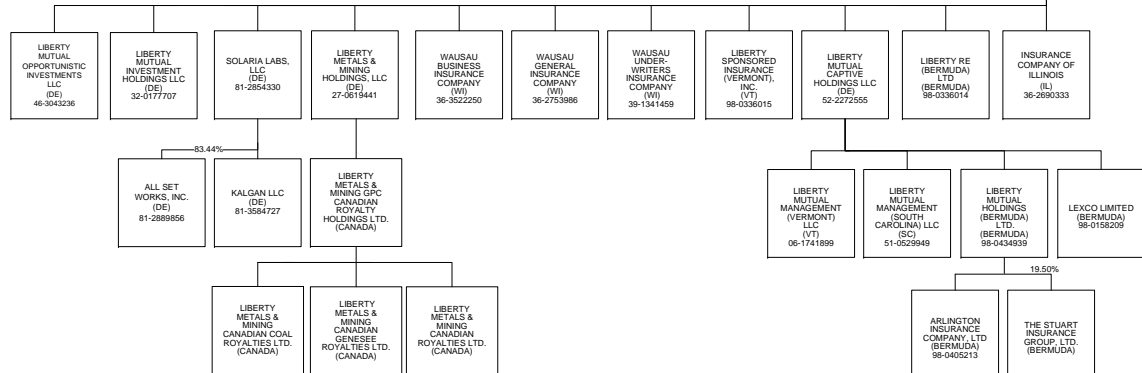 LIBERTY
MUTUAL
OPPORTUNISTIC
INVESTMENTS
LLC
(DE)
46-3043236
LIBERTY
MUTUAL
INVESTMENT
HOLDINGS LLC
(DE)
32-0177707
SOLARIA LABS,
LLC
(DE)
81-2854330
LIBERTY
METALS &
MINING
HOLDINGS, LLC
(DE)
27-0619441
WAUSAU
BUSINESS
INSURANCE
COMPANY
(WI)
36-3522250
WAUSAU
GENERAL
INSURANCE
COMPANY
(WI)
36-2753986
WAUSAU
UNDER-
WRITERS
INSURANCE
COMPANY
(WI)
39-1341459
LIBERTY
SPONSORED
INSURANCE
(VERMONT),
INC.
(VT)
98-0336015
LIBERTY
MUTUAL
CAPTIVE
HOLDINGS LLC
(DE)
52-2272555
LIBERTY RE
(BERMUDA)
LTD
(BERMUDA)
98-0336014
INSURANCE
COMPANY OF
ILLINOIS
(IL)
36-2690333
83.44%
ALL SET
WORKS, INC.
(DE)
81-2889856
KALGAN LLC
(DE)
81-3584727
LIBERTY
METALS &
MINING GPC
CANADIAN
ROYALTY
HOLDINGS LTD.
(CANADA)
LIBERTY
MUTUAL
MANAGEMENT
(VERMONT)
LLC
(VT)
06-1741899
LIBERTY
MUTUAL
MANAGEMENT
(SOUTH
CAROLINA) LLC
(SC)
51-0529949
LIBERTY
MUTUAL
HOLDINGS
(BERMUDA)
LTD.
(BERMUDA)
98-0434939
LEXCO LIMITED
(BERMUDA)
98-0158209
19.50%
LIBERTY
METALS &
MINING
CANADIAN COAL
ROYALTIES LTD.
(CANADA)
LIBERTY
METALS &
MINING
CANADIAN
GENESEE
ROYALTIES LTD.
(CANADA)
LIBERTY
METALS &
MINING
CANADIAN
ROYALTIES LTD.
(CANADA)
ARLINGTON
INSURANCE
COMPANY, LTD
(BERMUDA)
98-0405213
THE STUART
INSURANCE
GROUP, LTD.
(BERMUDA)